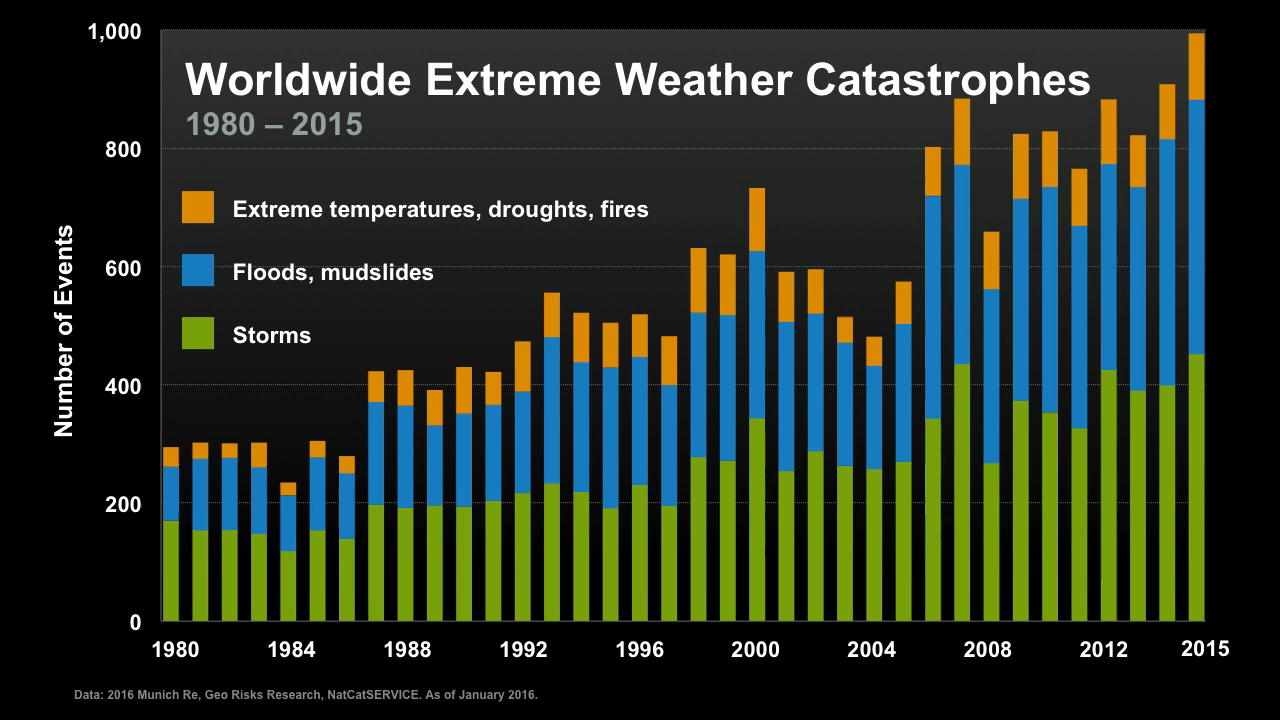 Worldwide Extreme Weather Catastrophes
1980 – 2015
Extreme temperatures, droughts, fires
Floods, mudslides
Storms
Number of Events
1,000
800
600
400
200
0
1980 1984 1988 1992 1996 2000 2004 2008 2012 2015
Data: 2016 Munich Re, Geo Risks Research, NatCatSERVICE. As of January 2016.